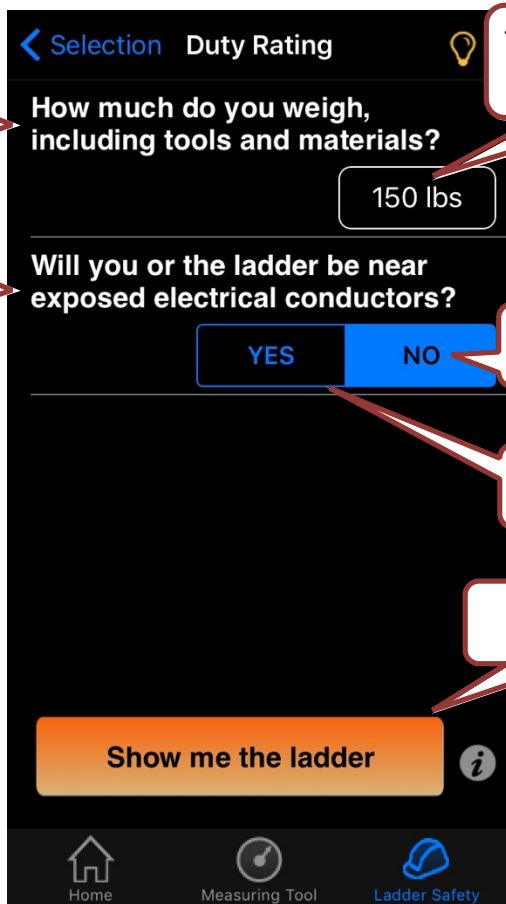 Selection Duty Rating
How much do you weigh,
including tools and materials?
150 lbs
Will you or the ladder be near
exposed electrical conductors?
YES NO
Show me the ladder
i
Home Measuring Tool Ladder Safety